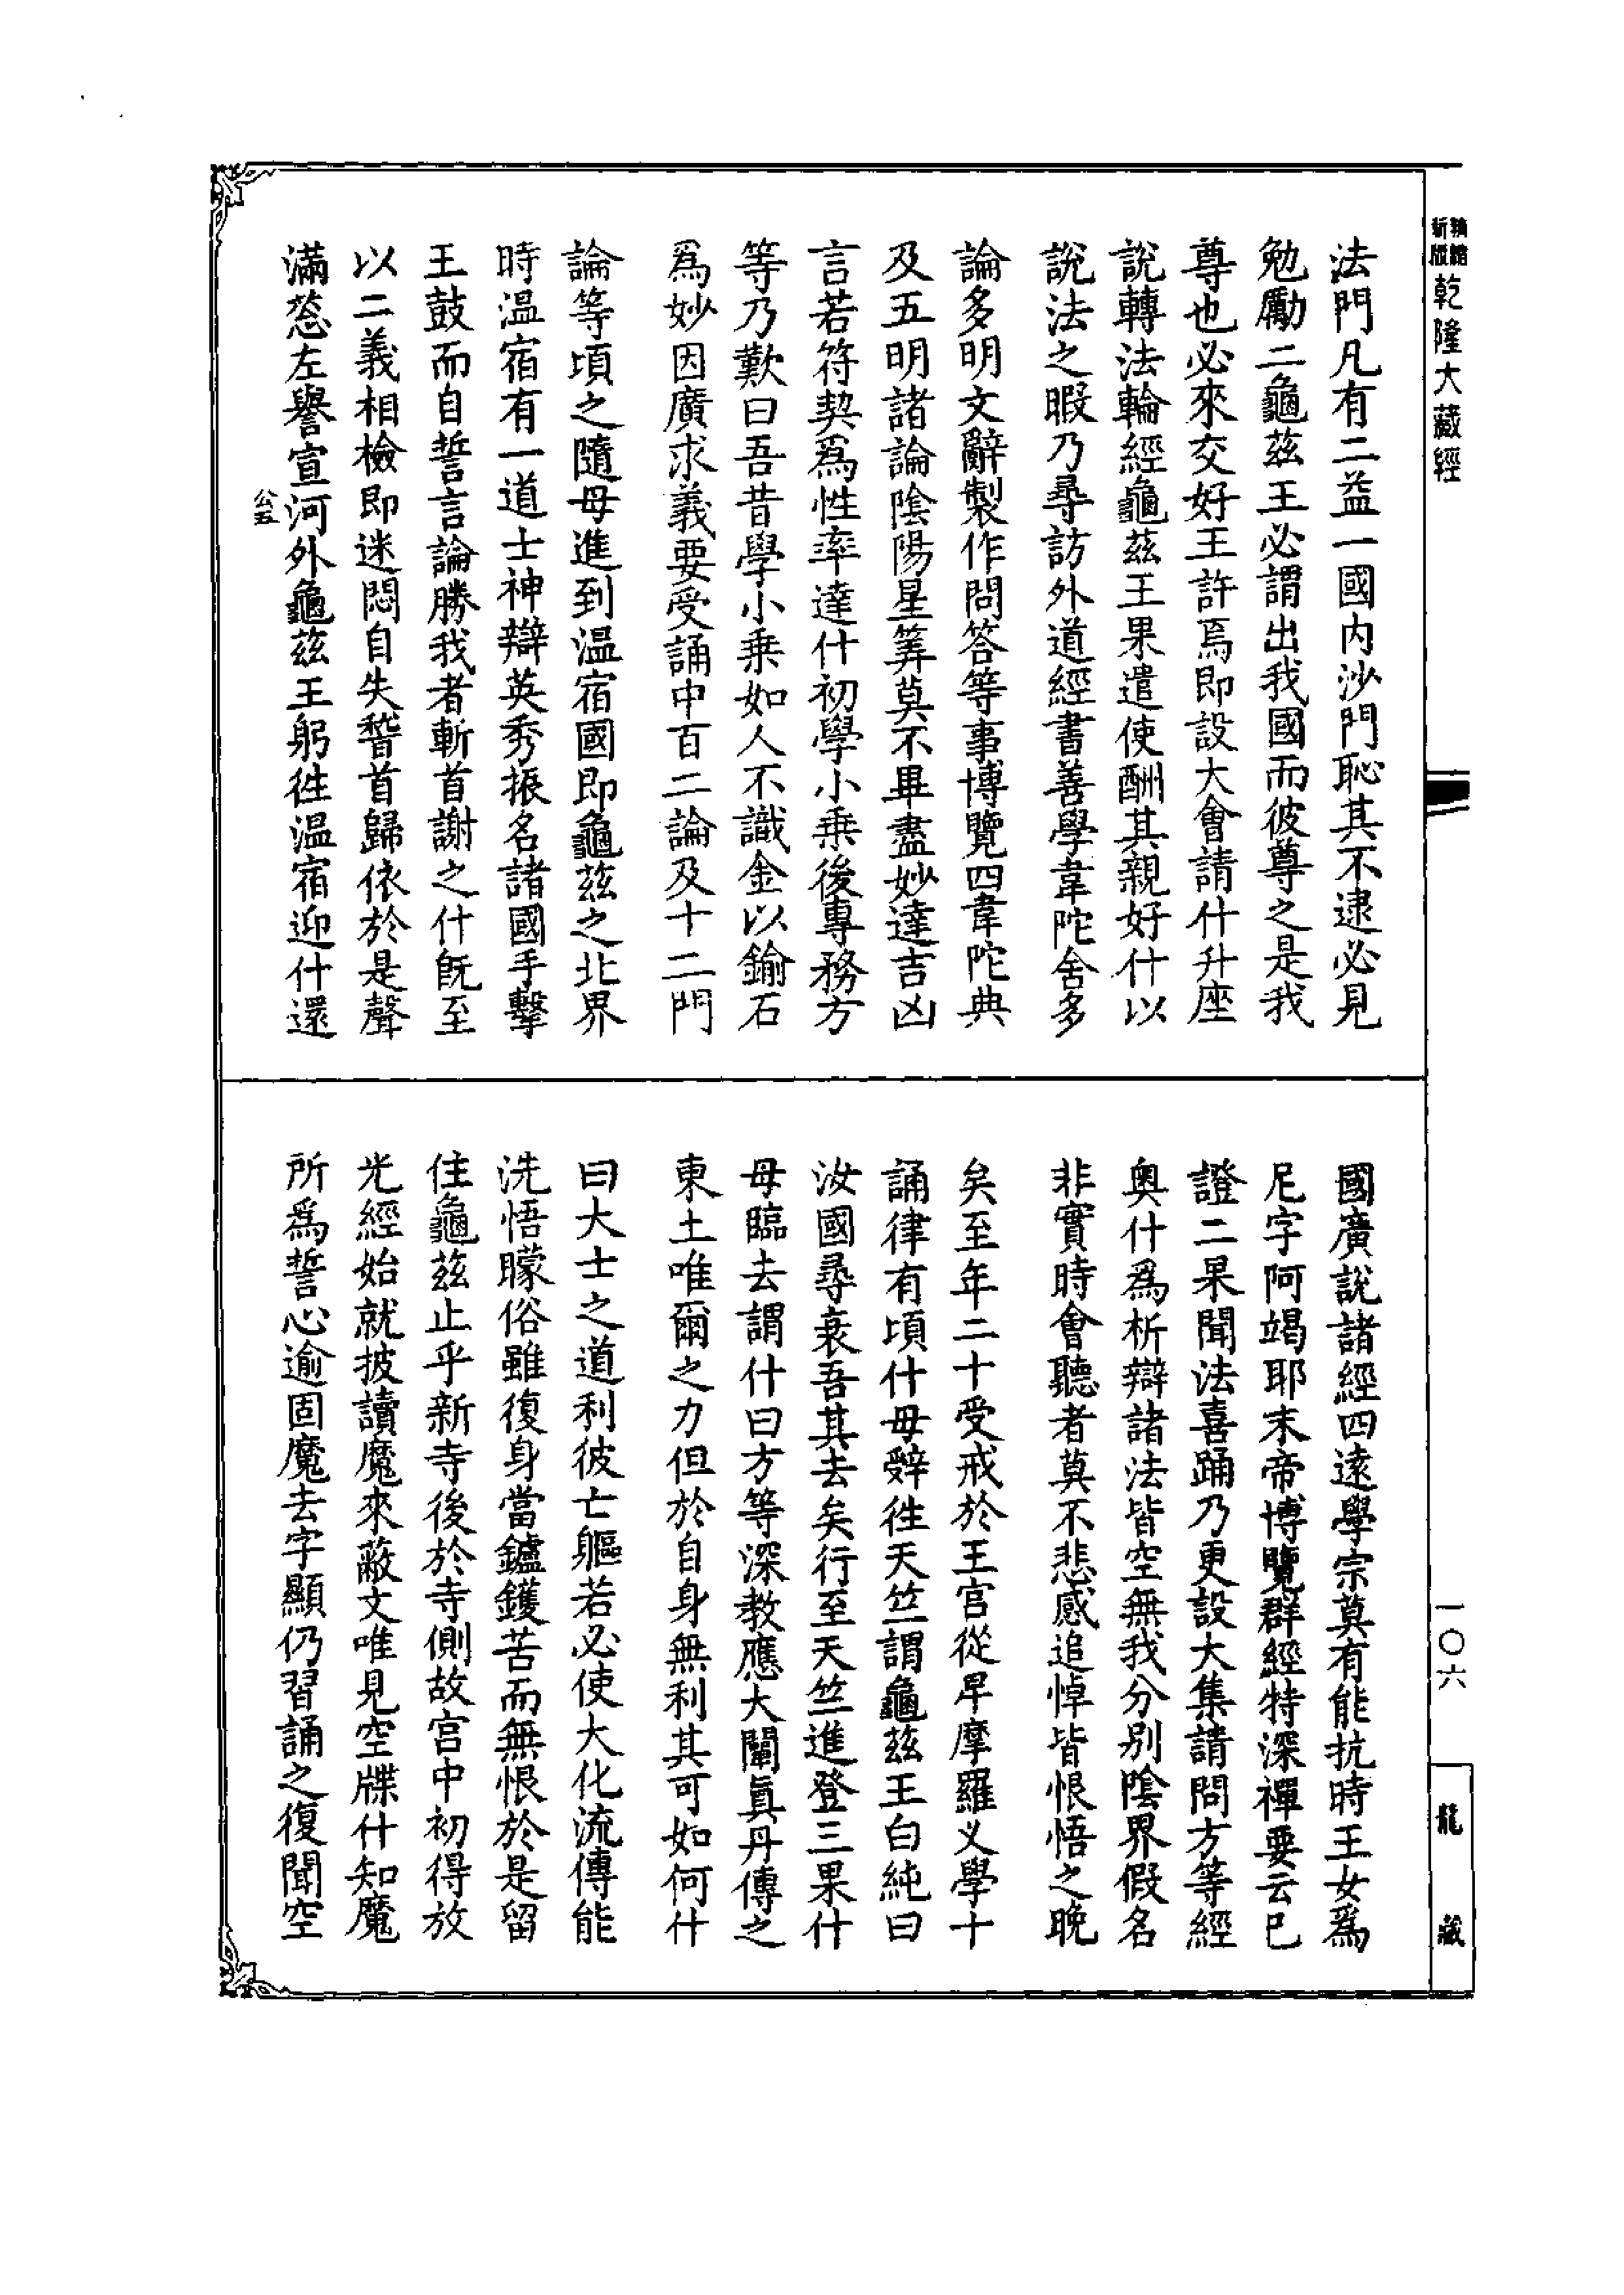 新版
乾隆大藏經
法門凡有二益一國内沙門恥其不逮必見
勉勵二龜茲王必謂出我國而彼尊之是我
尊也必來交好王許焉即設大會請什升座
說轉法輪經龜茲王果遣使酬其親好什以
說法之暇乃尋訪外道經書善學韋陀舍多
論多明文辭製作問答等事博覽四韋陀典
及五明諸論陰陽星筭莫不畢盡妙達吉凶
言若符契爲性率達什初學小乗後專務方
等乃歎曰吾昔學小乗如人不識金以鍮石
爲妙因廣求義要受誦中百二論及十二門
論等頃之隨母進到温宿國即龜茲之北界
時温宿有一道士神辯英秀振名諸國手擊
王鼓而自誓言論勝我者斬首謝之什旣至
以二義相檢即迷悶自失稽首歸依於是聲
滿葱左譽宣河外龜茲王躬徃温宿迎什還
公五
國廣說諸經四遠學宗莫有能抗時王女爲
尼字阿竭耶末帝博覽群經特深禪要云已
證二果聞法喜踊乃更設大集請問方等經
奥什爲析辯諸法皆空無我分别陰界假名
非實時會聽者莫不悲感追悼皆恨悟之晚
矣至年二十受戒於王宫從卑摩羅义學十
誦律有頃什母辭徃天竺謂龜茲王白純曰
汝國尋衰吾其去矣行至天竺進登三果什
母臨去謂什曰方等深教應大闡真丹傳之
東土唯爾之力但於自身無利其可如何什
曰大士之道利彼亡軀若必使大化流傳能
洗悟矇俗雖復身當鑪鑊苦而無恨於是留
住龜茲止乎新寺後於寺側故宫中初得放
光經始就披讀魔來蔽文唯見空牒什知魔
所爲誓心逾固魔去字顯仍習誦之復聞空
一〇六
龍藏